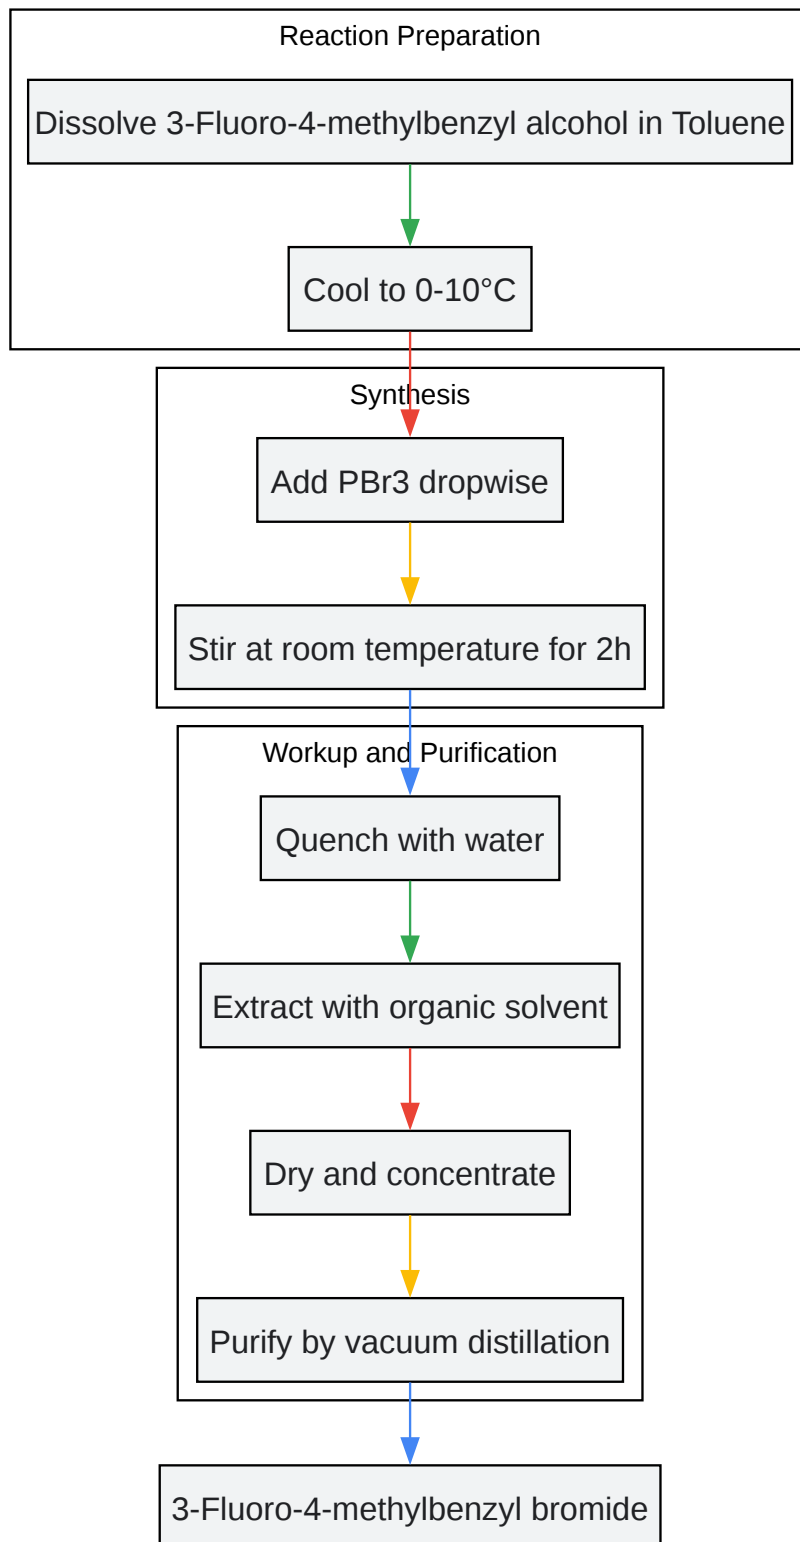 Reaction Preparation
Dissolve 3-Fluoro-4-methylbenzyl alcohol in Toluene
Cool to 0-10°C
Synthesis
Add PBr3 dropwise
Stir at room temperature for 2h
Workup and Purification
Quench with water
Extract with organic solvent
Dry and concentrate
Purify by vacuum distillation
3-Fluoro-4-methylbenzyl bromide